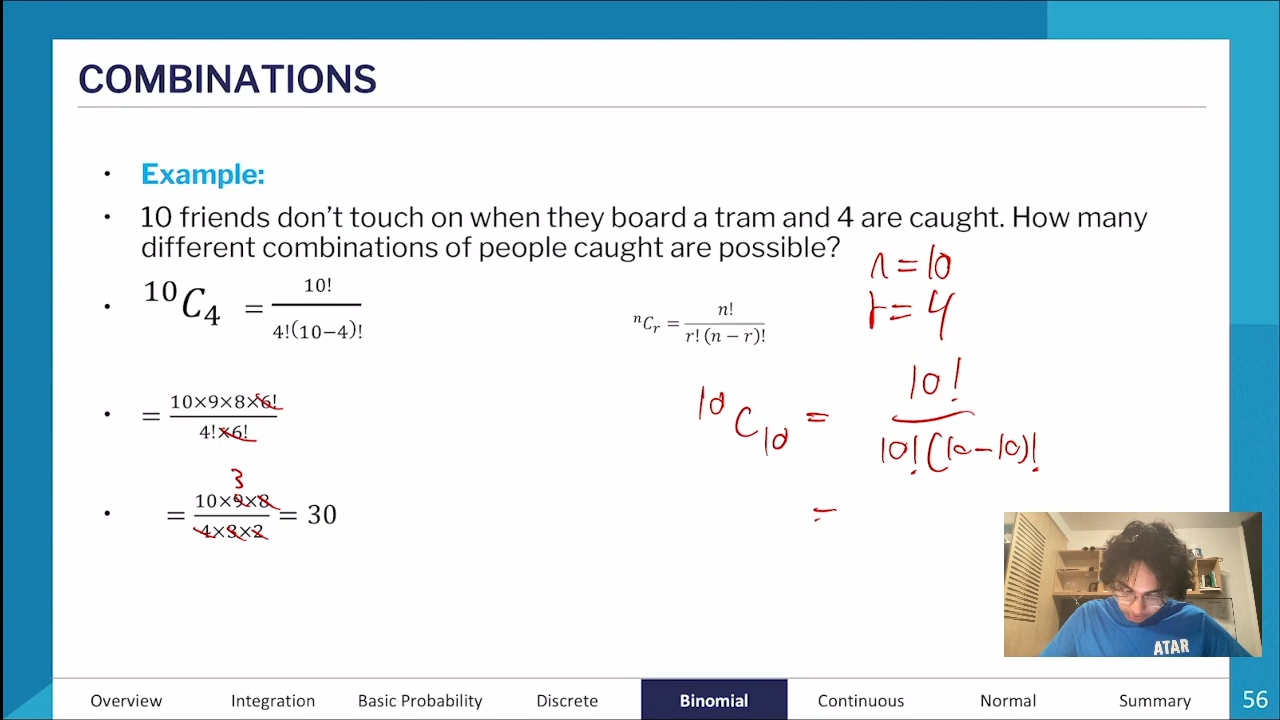 COMBINATIONS
• Example:
• 10 friends don't touch on when they board a tram and 4 are caught. How many
different combinations of people caught are possible?
n = 10
r = 4
• ¹⁰C₄ = 10! / 4!(10−4)!
ⁿCᵣ = n! / r!(n − r)!
• = 10×9×8×6! / 4!×6!
¹⁰C₁₀ = 10! / 10!(10-10)!
3
• = 10×9×8 / 4×3×2 = 30
=
ATAR
Overview Integration Basic Probability Discrete Binomial Continuous Normal Summary 56